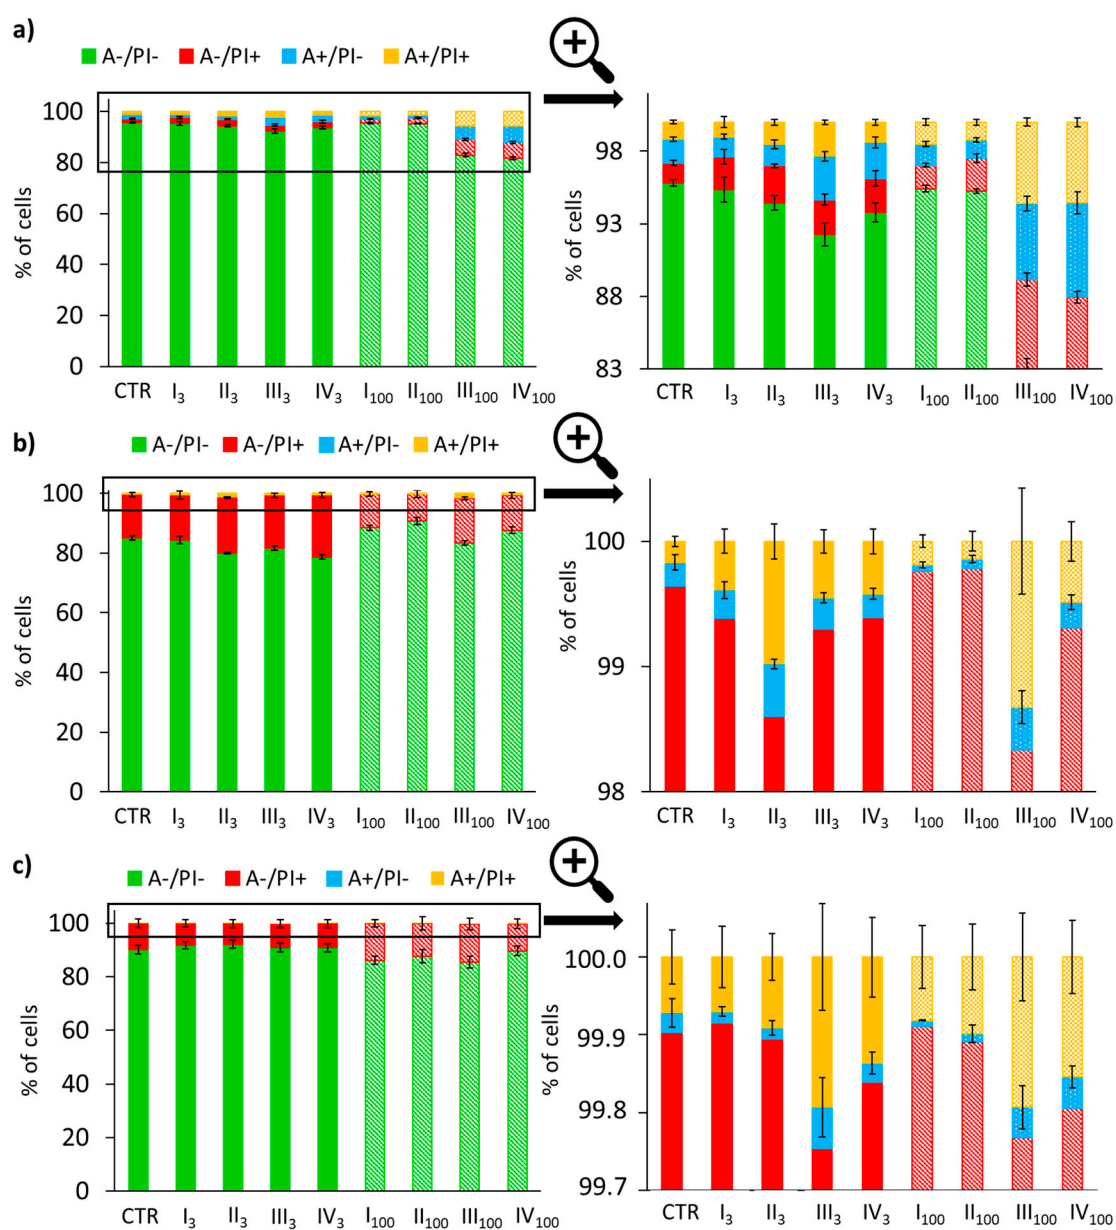 a)
A-/PI- A-/PI+ A+/PI- A+/PI+
% of cells
100
80
60
40
20
0
CTR I3 II3 III3 IV3 I100 II100 III100 IV100
% of cells
98
93
88
83
CTR I3 II3 III3 IV3 I100 II100 III100 IV100
b)
A-/PI- A-/PI+ A+/PI- A+/PI+
% of cells
100
80
60
40
20
0
CTR I3 II3 III3 IV3 I100 II100 III100 IV100
% of cells
100
99
98
CTR I3 II3 III3 IV3 I100 II100 III100 IV100
c)
A-/PI- A-/PI+ A+/PI- A+/PI+
% of cells
100
80
60
40
20
0
CTR I3 II3 III3 IV3 I100 II100 III100 IV100
% of cells
100.0
99.9
99.8
99.7
CTR I3 II3 III3 IV3 I100 II100 III100 IV100